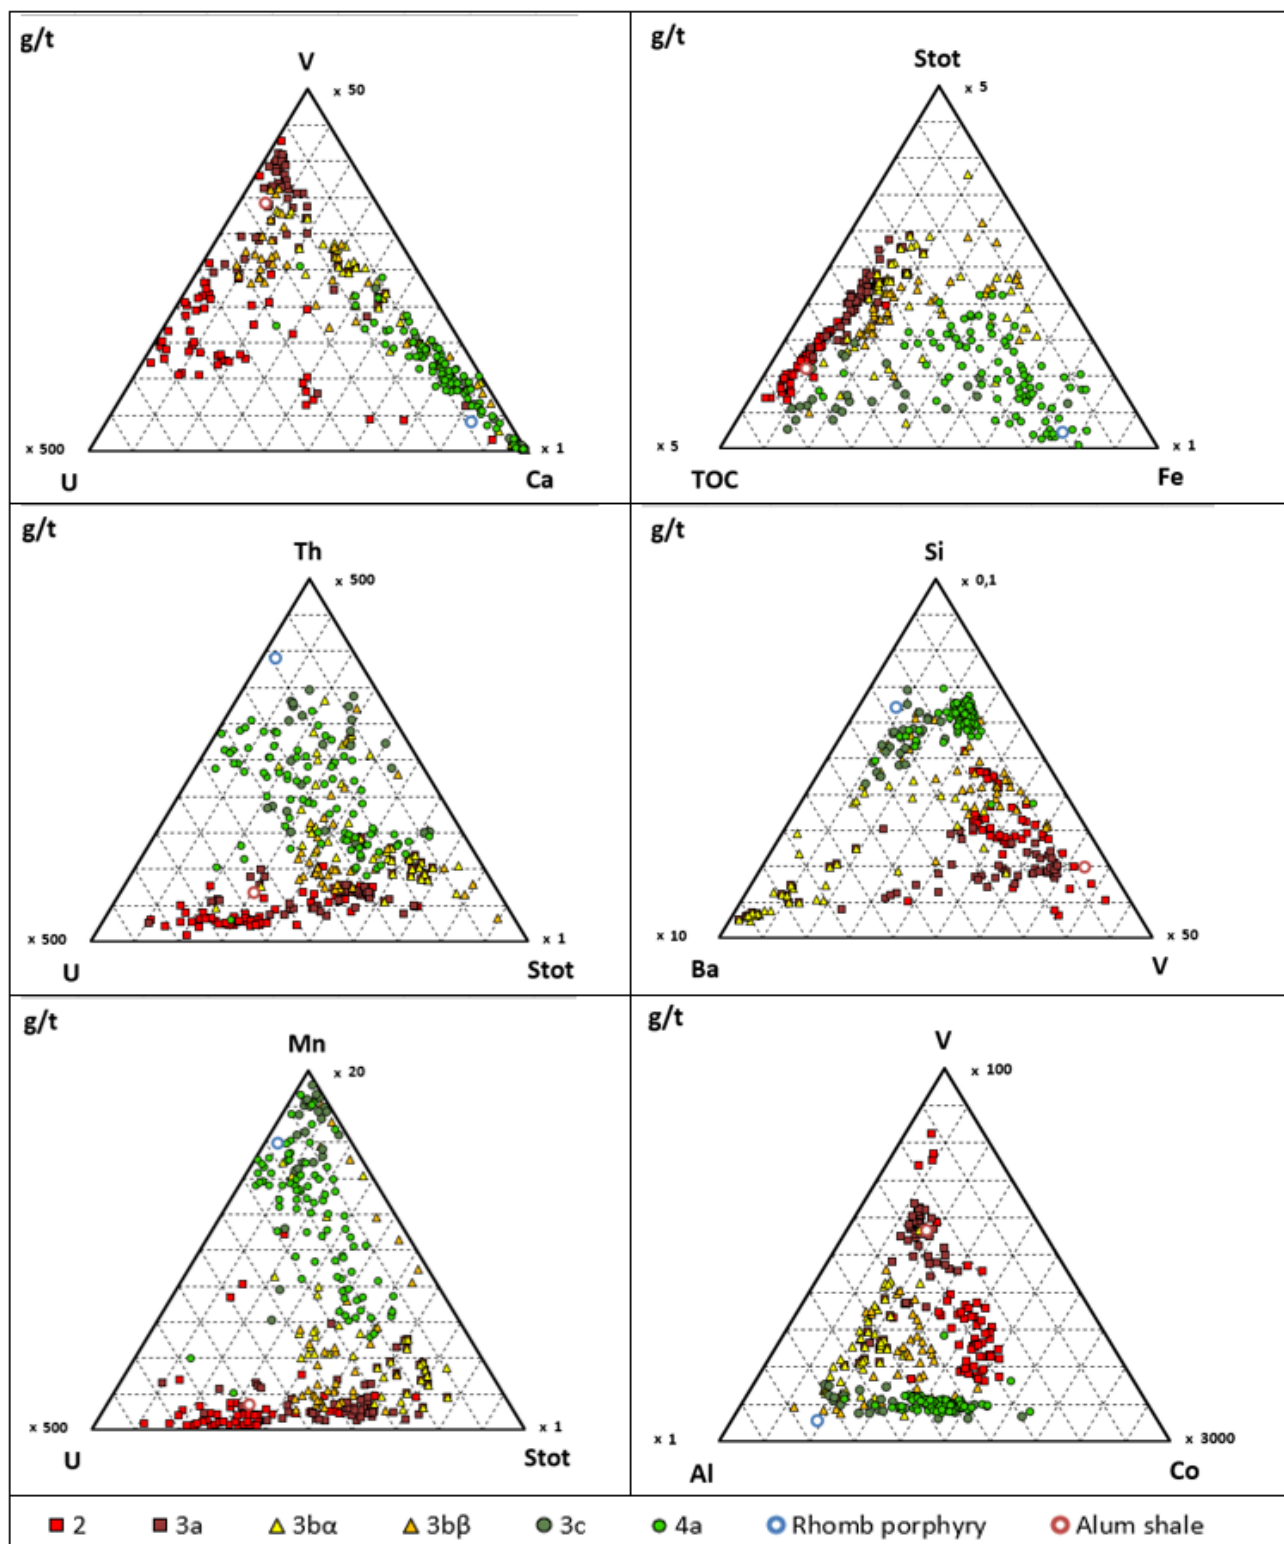 g/t
V
x 50
x 500
U
x 1
Ca
g/t
Stot
x 5
x 5
TOC
x 1
Fe
g/t
Th
x 500
x 500
U
x 1
Stot
g/t
Si
x 0,1
x 10
Ba
x 50
V
g/t
Mn
x 20
x 500
U
x 1
Stot
g/t
V
x 100
x 1
Al
x 3000
Co
2 3a 3bα 3bβ 3c 4a Rhomb porphyry Alum shale